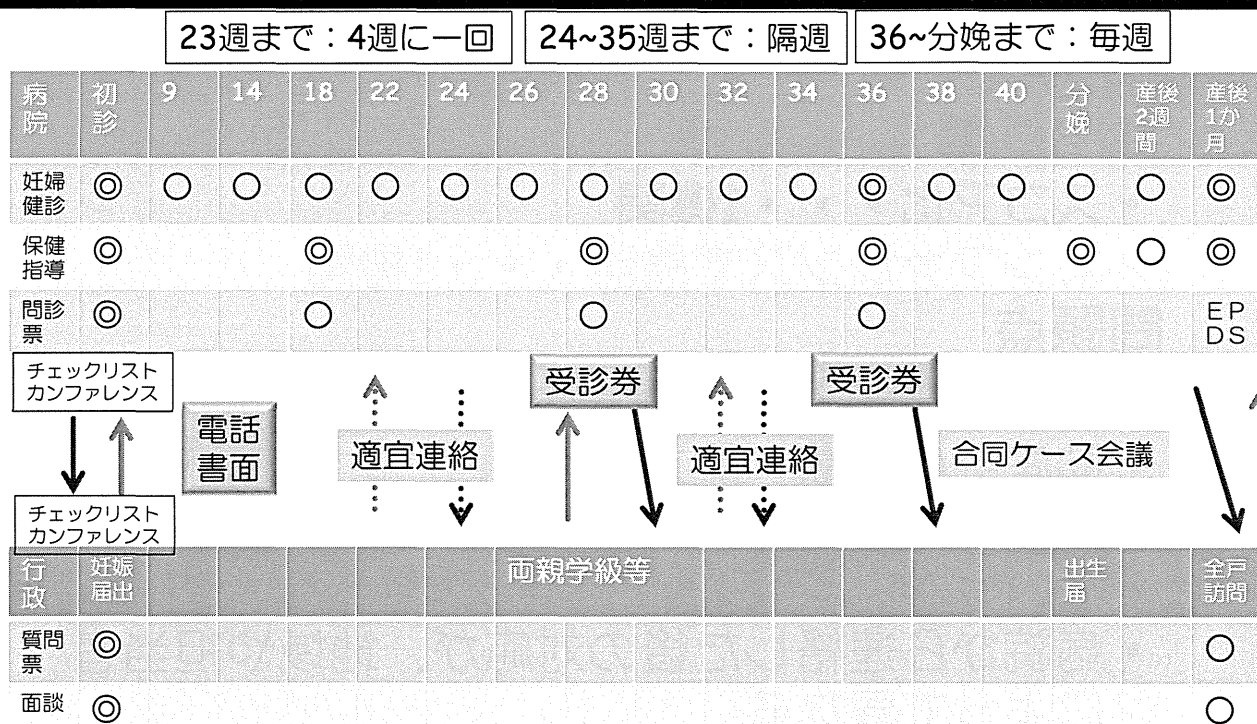 23週まで：4週に一回 24~35週まで：隔週 36~分娩まで：毎週
病院 初診 9 14 18 22 24 26 28 30 32 34 36 38 40 分娩 産後2週間 産後1か月
妊婦健診 ◎ ○ ○ ○ ○ ○ ○ ○ ○ ○ ○ ◎ ○ ○ ○ ○ ◎
保健指導 ◎ ◎ ◎ ◎ ◎ ○ ◎
問診票 ◎ ○ ○ ○ EPDS
チェックリスト
カンファレンス
電話
書面
適宜連絡
受診券
適宜連絡
受診券
合同ケース会議
チェックリスト
カンファレンス
行政 妊娠届出 両親学級等 出生届 全戸訪問
質問票 ◎ ○
面談 ◎ ○